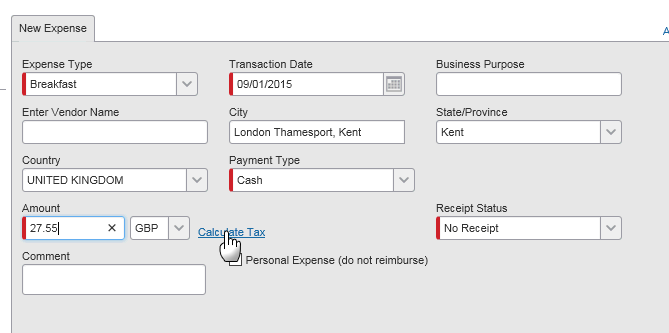 New Expense
A
Expense Type Transaction Date Business Purpose
Breakfast 09/01/2015
Enter Vendor Name City State/Province
London Thamesport, Kent Kent
Country Payment Type
UNITED KINGDOM Cash
Amount Receipt Status
27.55 GBP Calculate Tax No Receipt
Comment Personal Expense (do not reimburse)